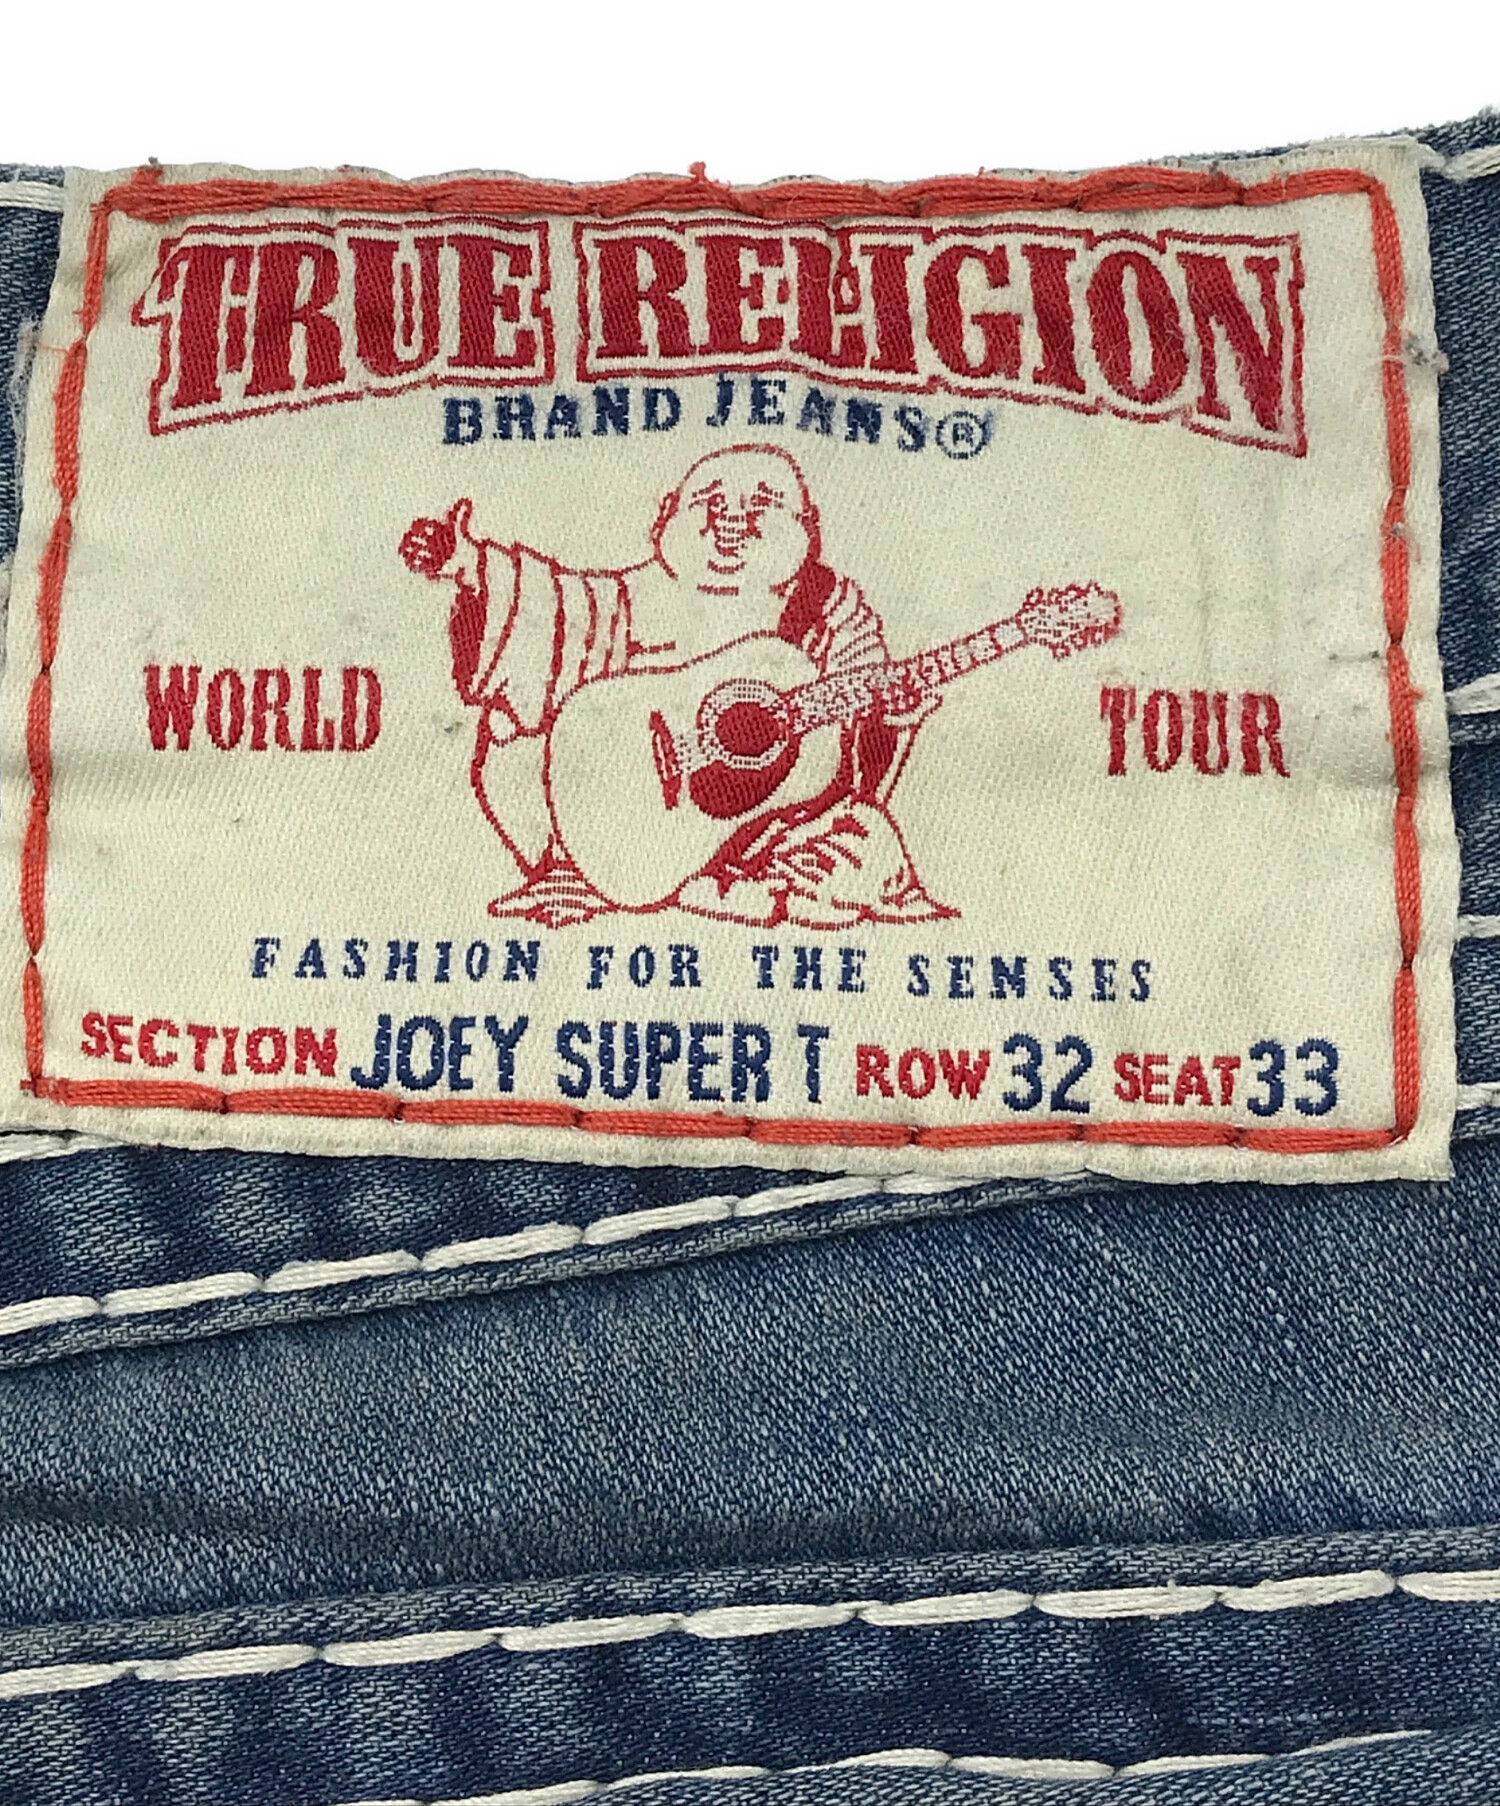 TRUE RELIGION
BRAND JEANS®
WORLD TOUR
FASHION FOR THE SENSES
SECTION JOEY SUPER T ROW 32 SEAT 33